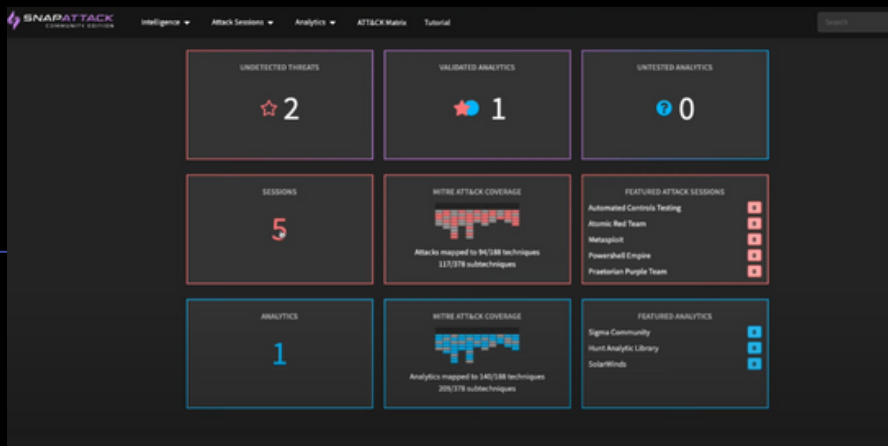 SNAPATTACK
COMMUNITY EDITION
Intelligence
Attack Sessions
Analytics
ATT&CK Matrix
Tutorial
Search
UNDETECTED THREATS
2
VALIDATED ANALYTICS
1
UNTESTED ANALYTICS
? 0
SESSIONS
5
MITRE ATT&CK COVERAGE
Attacks mapped to 94/188 techniques
117/378 subtechniques
FEATURED ATTACK SESSIONS
Automated Controls Testing
Atomic Red Team
Metasploit
Powershell Empire
Praetorian Purple Team
ANALYTICS
1
MITRE ATT&CK COVERAGE
Analytics mapped to 140/188 techniques
209/378 subtechniques
FEATURED ANALYTICS
Sigma Community
Hunt Analytic Library
SolarWinds